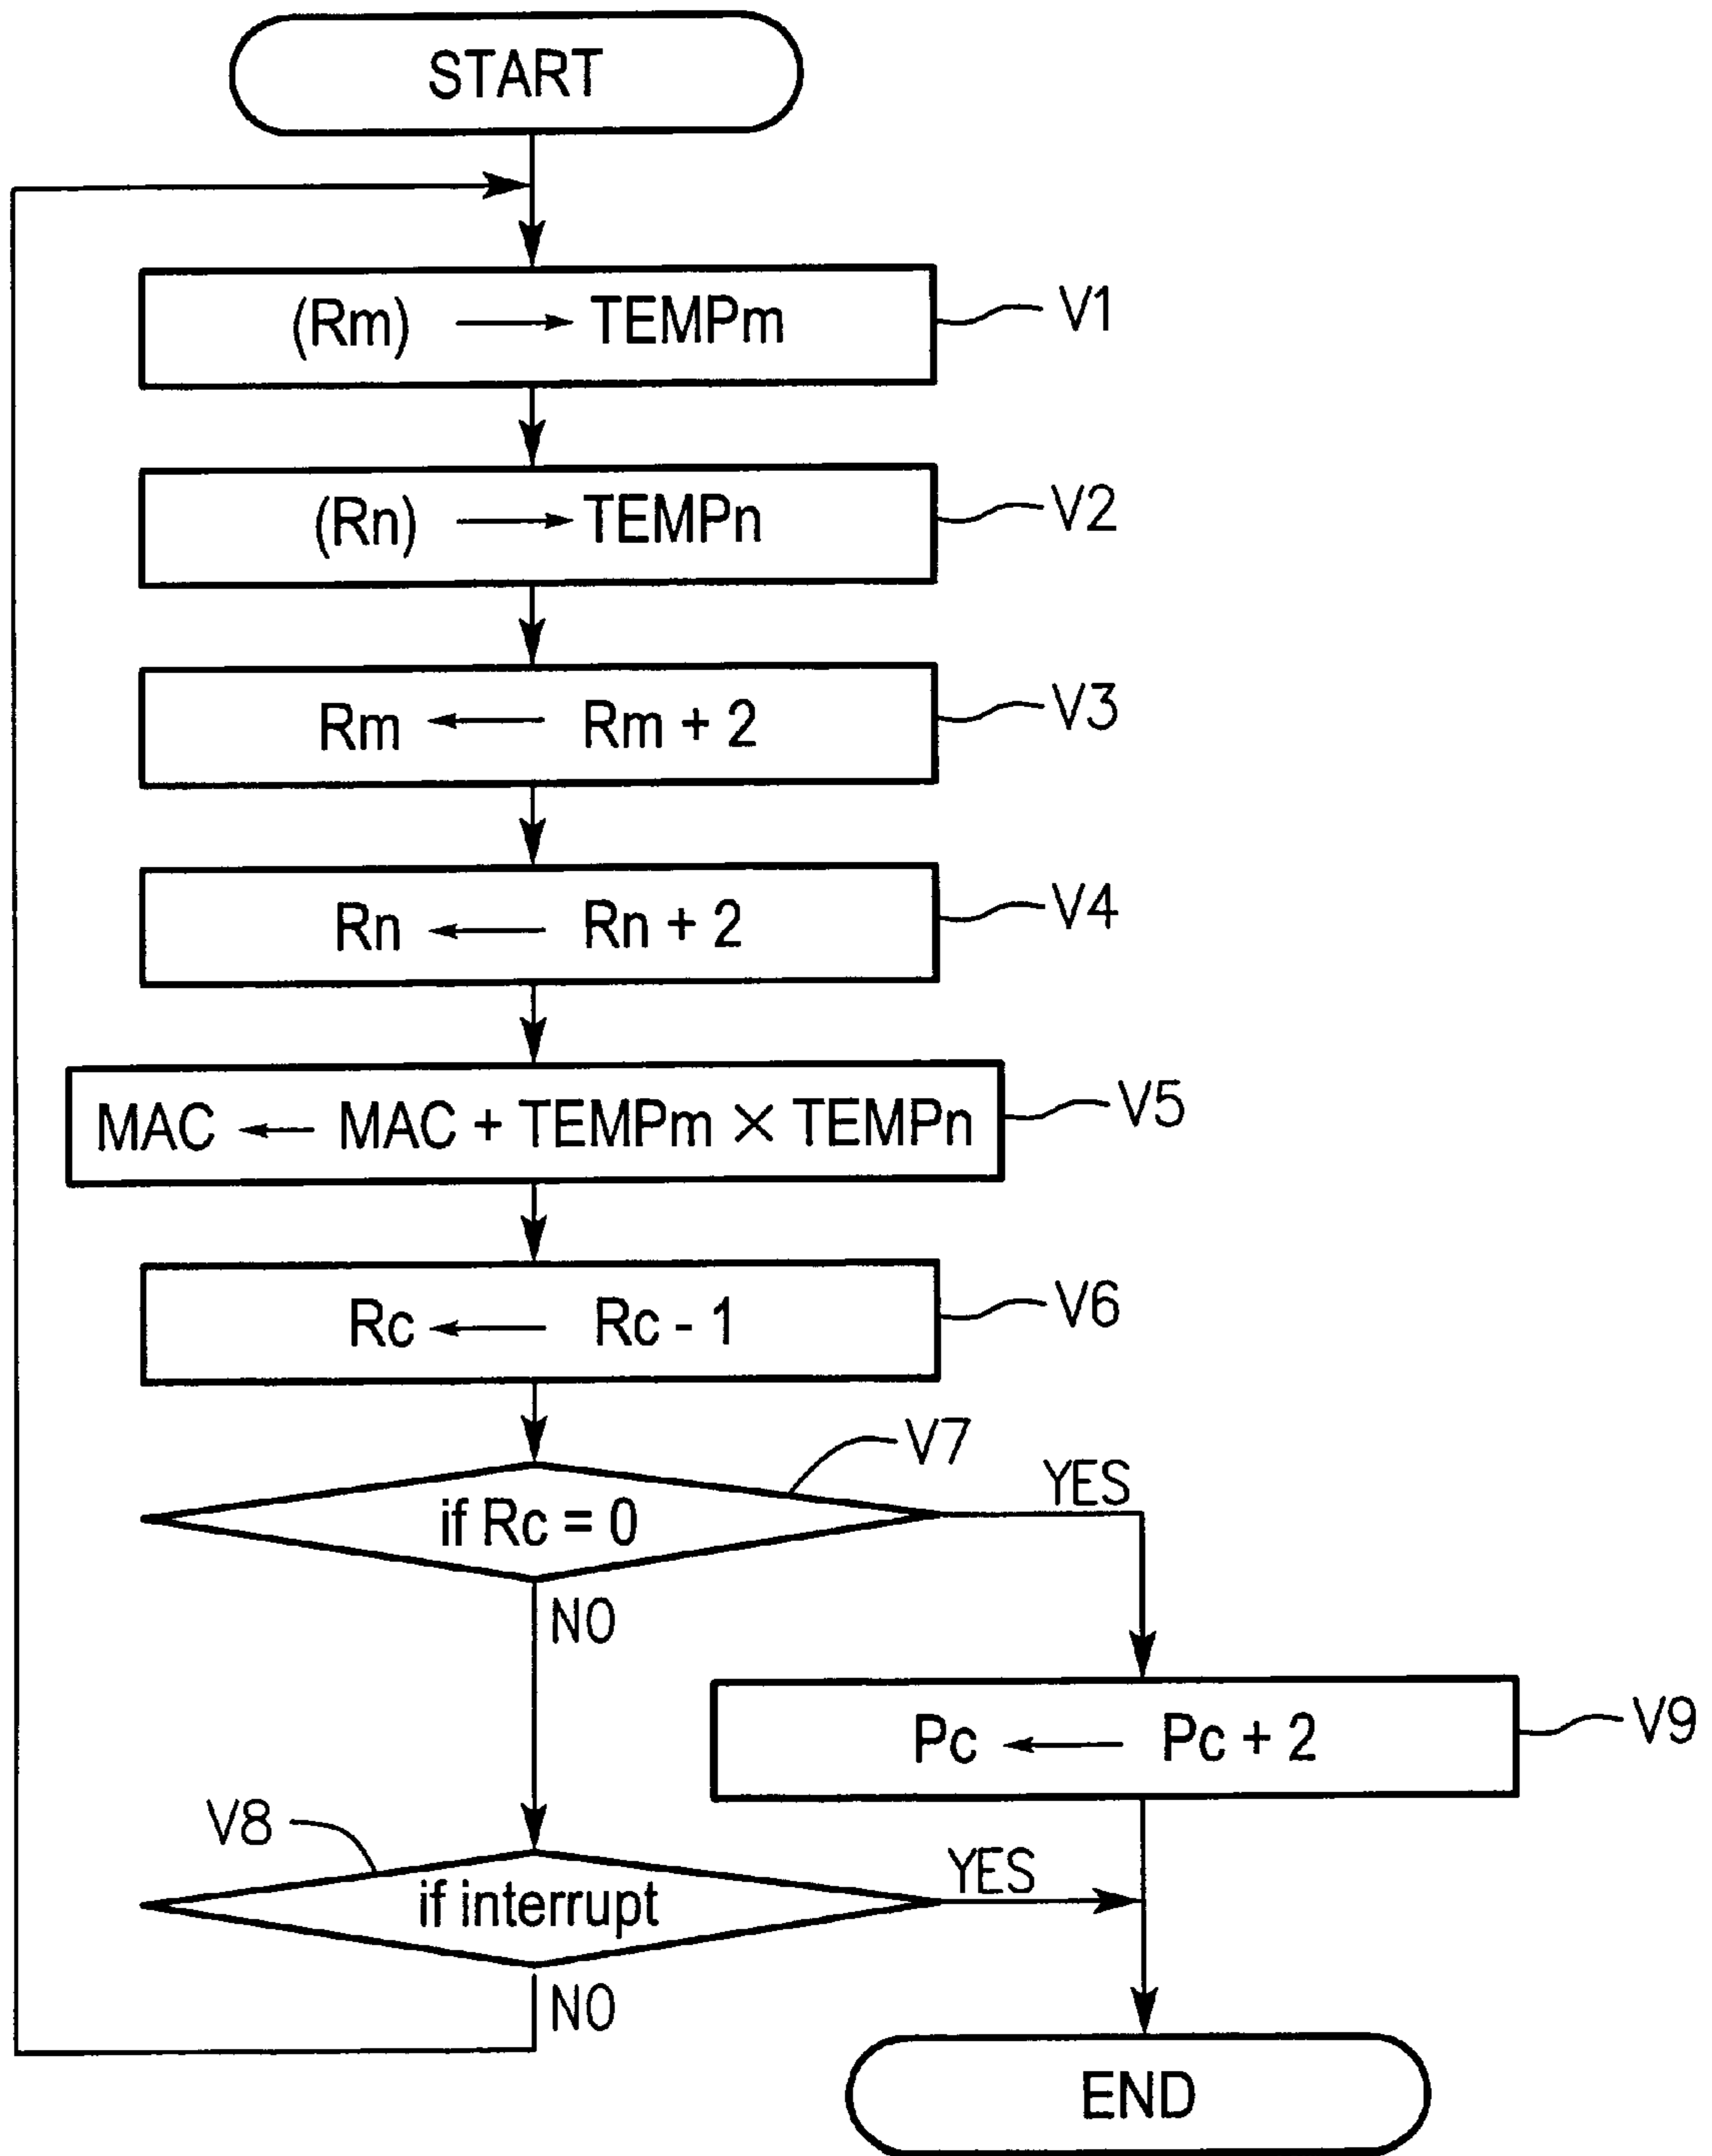 START
(Rm) → TEMPm
V1
(Rn) → TEMPn
V2
Rm ← Rm + 2
V3
Rn ← Rn + 2
V4
MAC ← MAC + TEMPm × TEMPn
V5
Rc ← Rc - 1
V6
V7
if Rc = 0
YES
NO
Pc ← Pc + 2
V9
V8
if interrupt
YES
NO
END